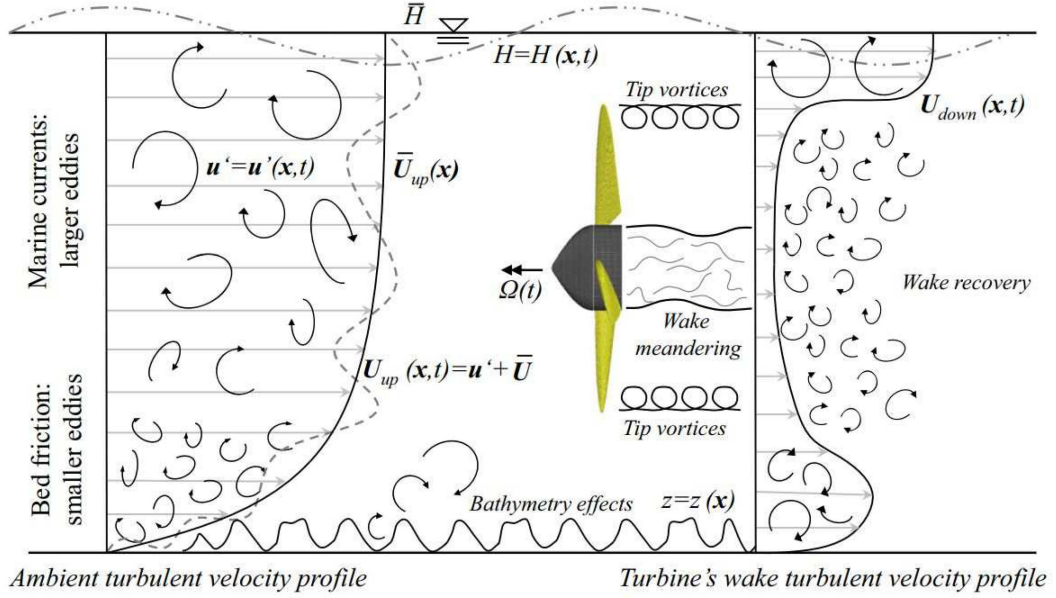 H̅
H=H(x,t)
Tip vortices
U_down (x,t)
Marine currents:
larger eddies
u‘=u’(x,t)
U̅_up(x)
Ω(t)
Wake recovery
Wake
meandering
U_up (x,t)=u‘+U̅
Tip vortices
Bed friction:
smaller eddies
Bathymetry effects
z=z(x)
Ambient turbulent velocity profile
Turbine’s wake turbulent velocity profile